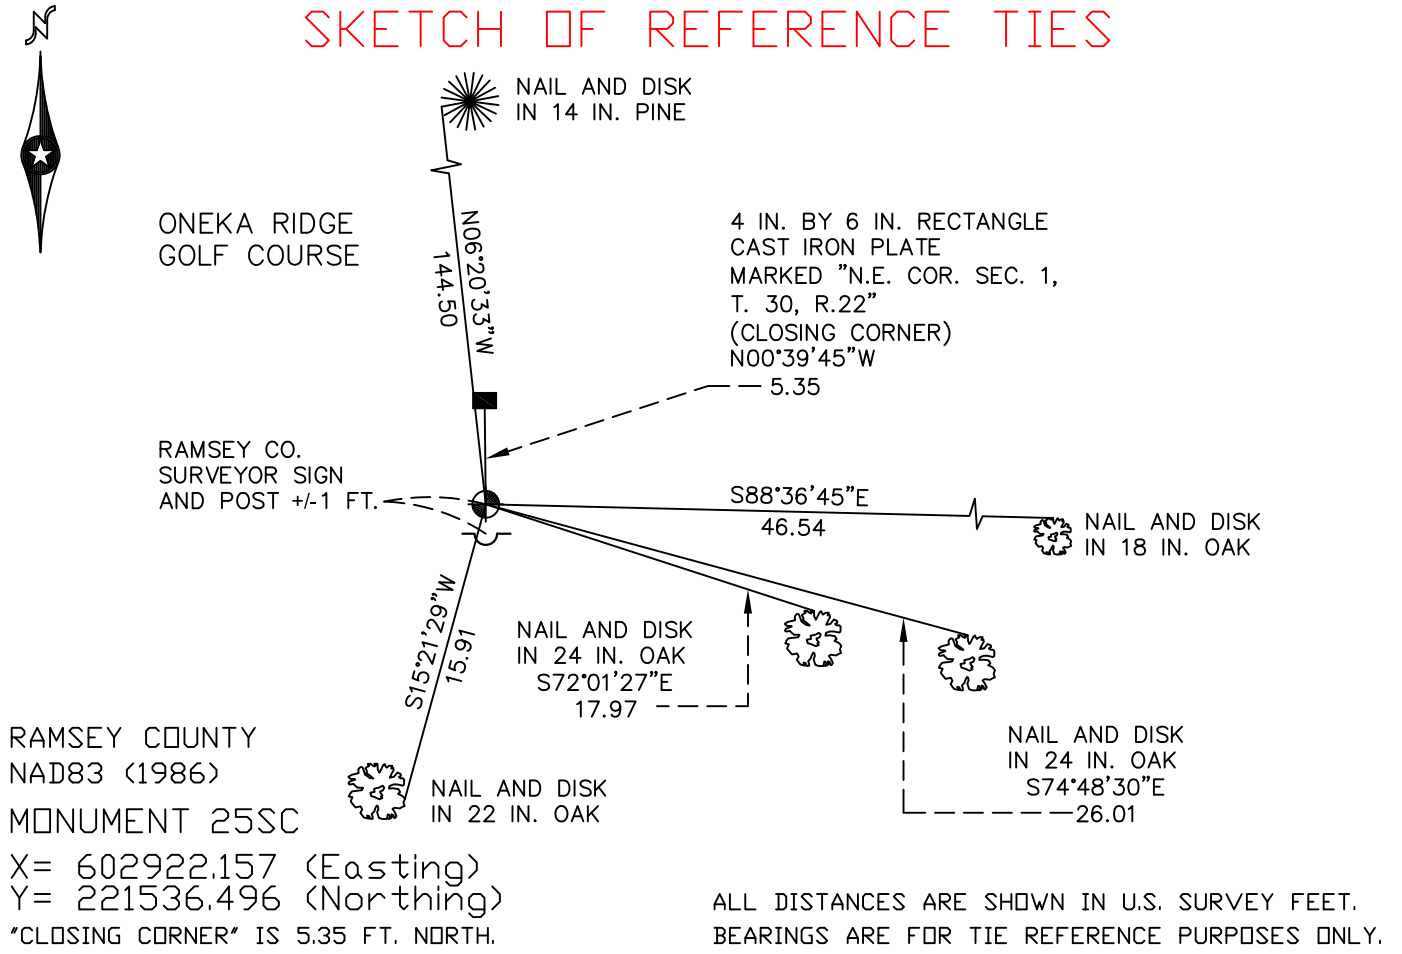 N
SKETCH OF REFERENCE TIES
NAIL AND DISK
IN 14 IN. PINE
ONEKA RIDGE
GOLF COURSE
N06°20'33"W
144.50
4 IN. BY 6 IN. RECTANGLE
CAST IRON PLATE
MARKED "N.E. COR. SEC. 1,
T. 30, R.22"
(CLOSING CORNER)
N00°39'45"W
5.35
RAMSEY CO.
SURVEYOR SIGN
AND POST +/-1 FT.
S88°36'45"E
46.54
NAIL AND DISK
IN 18 IN. OAK
S15°21'29"W
15.91
NAIL AND DISK
IN 24 IN. OAK
S72°01'27"E
17.97
NAIL AND DISK
IN 24 IN. OAK
S74°48'30"E
26.01
NAIL AND DISK
IN 22 IN. OAK
RAMSEY COUNTY
NAD83 (1986)
MONUMENT 25SC
X= 602922.157 (Easting)
Y= 221536.496 (Northing)
"CLOSING CORNER" IS 5.35 FT. NORTH.
ALL DISTANCES ARE SHOWN IN U.S. SURVEY FEET.
BEARINGS ARE FOR TIE REFERENCE PURPOSES ONLY.